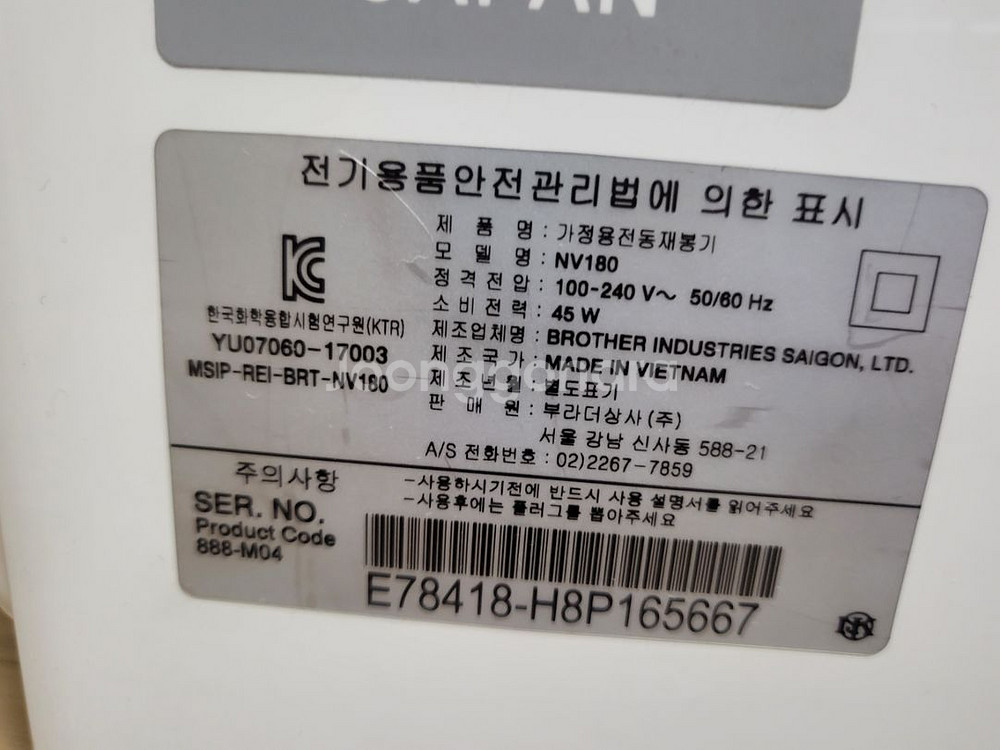 JAPAN
전기용품안전관리법에 의한 표시
제 품 명 : 가정용전동재봉기
모 델 명 : NV180
정격전압 : 100-240 V~ 50/60 Hz
소비전력 : 45 W
제조업체명 : BROTHER INDUSTRIES SAIGON, LTD.
제조국가 : MADE IN VIETNAM
제조년월 : 별도표기
판 매 원 : 부라더상사(주)
서울 강남 신사동 588-21
A/S 전화번호 : 02)2267-7859
한국화학융합시험연구원(KTR)
YU07060-17003
MSIP-REI-BRT-NV180
Joonggonara
주의사항
-사용하시기전에 반드시 사용 설명서를 읽어주세요
-사용후에는 플러그를 뽑아주세요
SER. NO.
Product Code
888-M04
E78418-H8P165667